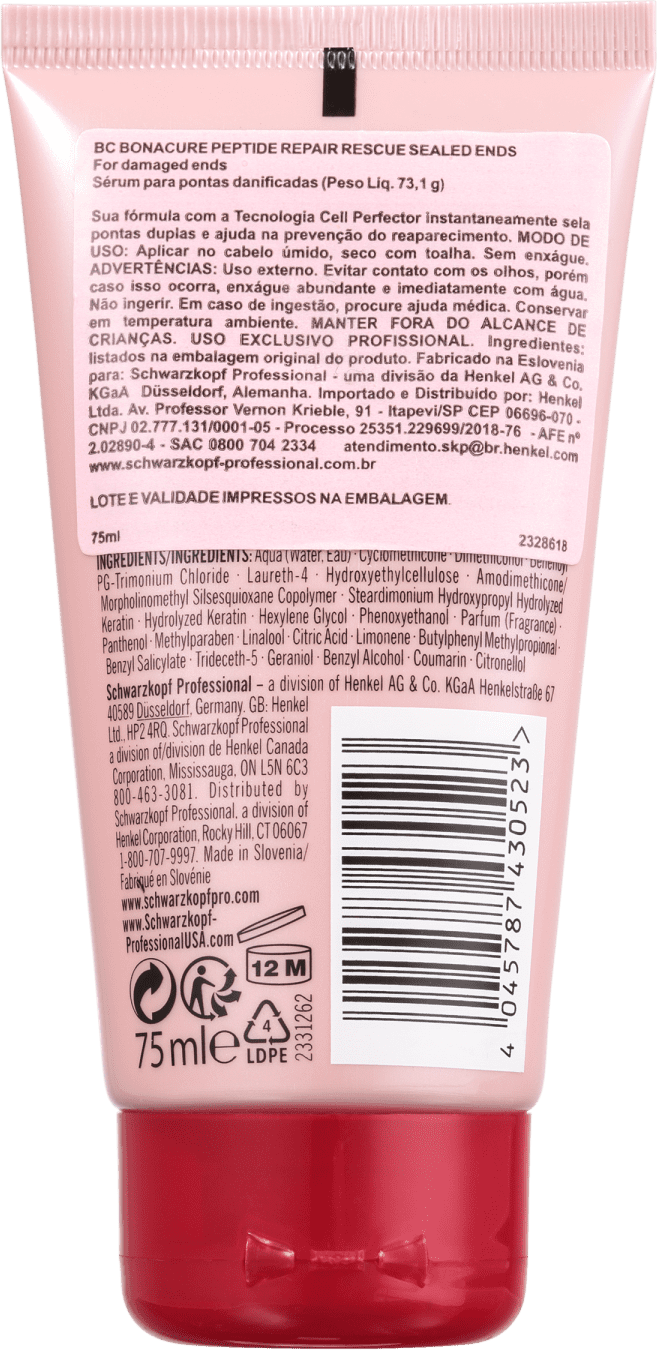 BC BONACURE PEPTIDE REPAIR RESCUE SEALED ENDS
For damaged ends
Sérum para pontas danificadas (Peso Liq. 73,1 g)
Sua fórmula com a Tecnologia Cell Perfector instantaneamente sela
pontas duplas e ajuda na prevenção do reaparecimento. MODO DE
USO: Aplicar no cabelo úmido, seco com toalha. Sem enxágue.
ADVERTÊNCIAS: Uso externo. Evitar contato com os olhos, porém
caso isso ocorra, enxágue abundante e imediatamente com água.
Não ingerir. Em caso de ingestão, procure ajuda médica. Conservar
em temperatura ambiente. MANTER FORA DO ALCANCE DE
CRIANÇAS. USO EXCLUSIVO PROFISSIONAL. Ingredientes:
listados na embalagem original do produto. Fabricado na Eslovenia
para: Schwarzkopf Professional - uma divisão da Henkel AG & Co.
KGaA Düsseldorf, Alemanha. Importado e Distribuído por: Henkel
Ltda. Av. Professor Vernon Krieble, 91 - Itapevi/SP CEP 06696-070 -
CNPJ 02.777.131/0001-05 - Processo 25351.229699/2018-76 - AFE nº
2.02890-4 - SAC 0800 704 2334 atendimento.skp@br.henkel.com
www.schwarzkopf-professional.com.br
LOTE E VALIDADE IMPRESSOS NA EMBALAGEM.
75ml 2328618
INGREDIENTS/INGRÉDIENTS: Aqua (Water, Eau) · Cyclomethicone · Dimethiconol · Behenoyl
PG-Trimonium Chloride · Laureth-4 · Hydroxyethylcellulose · Amodimethicone/
Morpholinomethyl Silsesquioxane Copolymer · Steardimonium Hydroxypropyl Hydrolyzed
Keratin · Hydrolyzed Keratin · Hexylene Glycol · Phenoxyethanol · Parfum (Fragrance) ·
Panthenol · Methylparaben · Linalool · Citric Acid · Limonene · Butylphenyl Methylpropional ·
Benzyl Salicylate · Trideceth-5 · Geraniol · Benzyl Alcohol · Coumarin · Citronellol
Schwarzkopf Professional – a division of Henkel AG & Co. KGaA Henkelstraße 67
40589 Düsseldorf, Germany. GB: Henkel
Ltd., HP2 4RQ. Schwarzkopf Professional
a division of/division de Henkel Canada
Corporation, Mississauga, ON L5N 6C3
800-463-3081. Distributed by
Schwarzkopf Professional, a division of
Henkel Corporation, Rocky Hill, CT 06067
1-800-707-9997. Made in Slovenia/
Fabriqué en Slovénie
www.schwarzkopfpro.com
www.Schwarzkopf-
ProfessionalUSA.com
12 M
75 ml e
4
LDPE
2331262
4 045787 430523 >